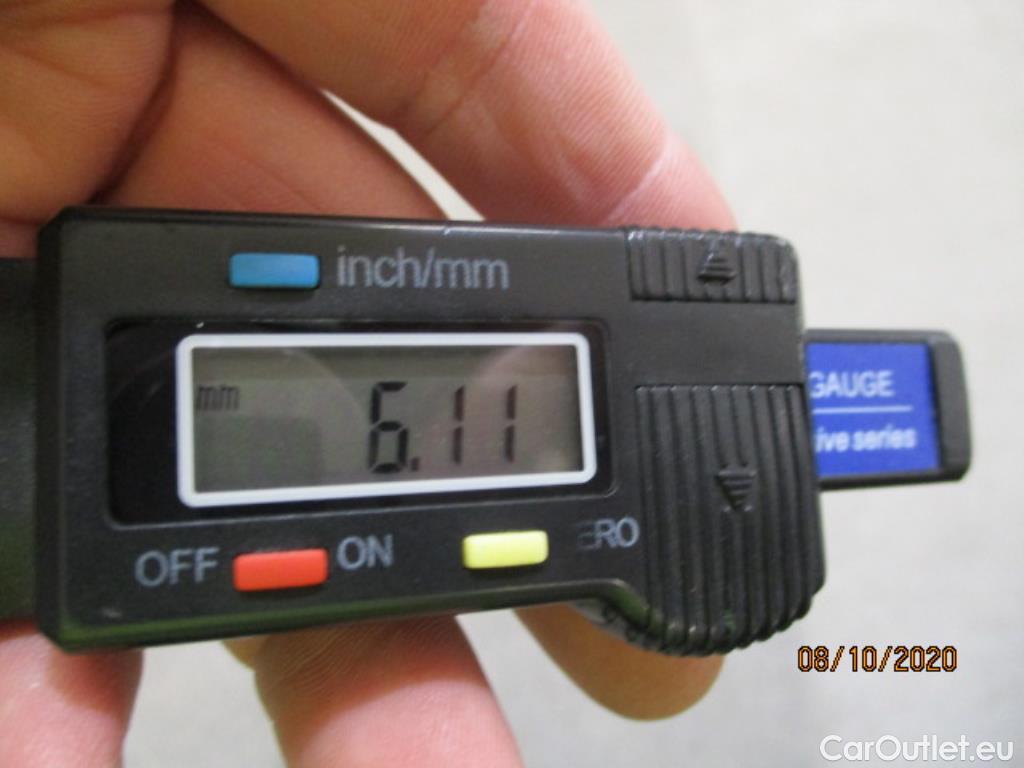 inch/mm
mm
6.11
GAUGE
ive series
OFF ON
ERO
08/10/2020
CarOutlet.eu